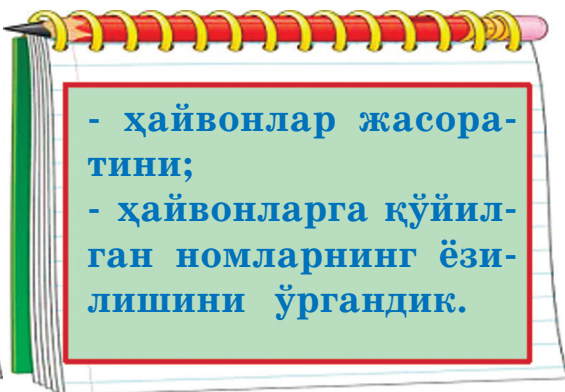 - ҳайвонлар жасора-
тини;
- ҳайвонларга қўйил-
ган номларнинг ёзи-
лишини ўргандик.